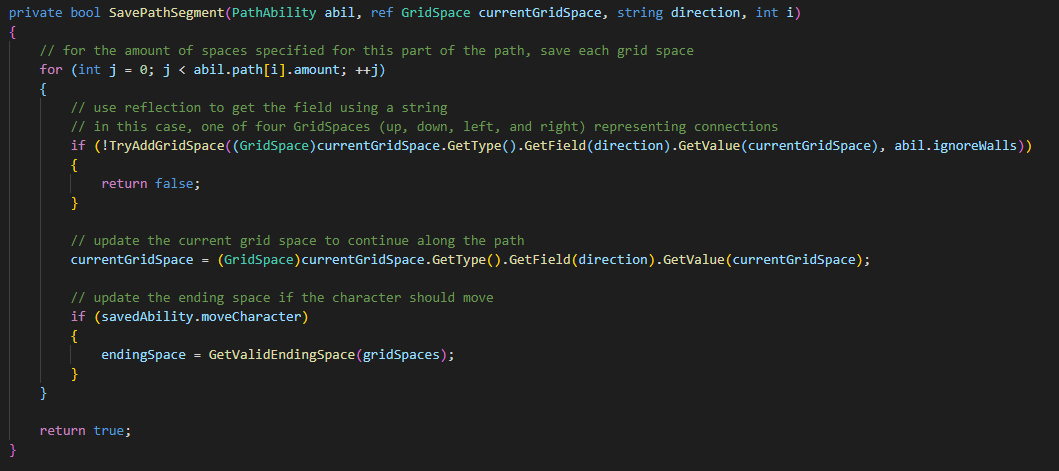 private bool SavePathSegment(PathAbility abil, ref GridSpace currentGridSpace, string direction, int i)
{
    // for the amount of spaces specified for this part of the path, save each grid space
    for (int j = 0; j < abil.path[i].amount; ++j)
    {
        // use reflection to get the field using a string
        // in this case, one of four GridSpaces (up, down, left, and right) representing connections
        if (!TryAddGridSpace((GridSpace)currentGridSpace.GetType().GetField(direction).GetValue(currentGridSpace), abil.ignoreWalls))
        {
            return false;
        }

        // update the current grid space to continue along the path
        currentGridSpace = (GridSpace)currentGridSpace.GetType().GetField(direction).GetValue(currentGridSpace);

        // update the ending space if the character should move
        if (savedAbility.moveCharacter)
        {
            endingSpace = GetValidEndingSpace(gridSpaces);
        }
    }

    return true;
}